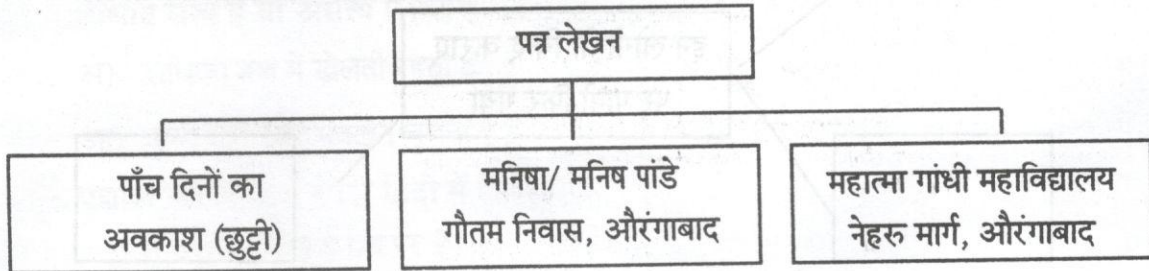 पत्र लेखन
पाँच दिनों का
अवकाश (छुट्टी)
मनिषा/ मनिष पांडे
गौतम निवास, औरंगाबाद
महात्मा गांधी महाविद्यालय
नेहरू मार्ग, औरंगाबाद